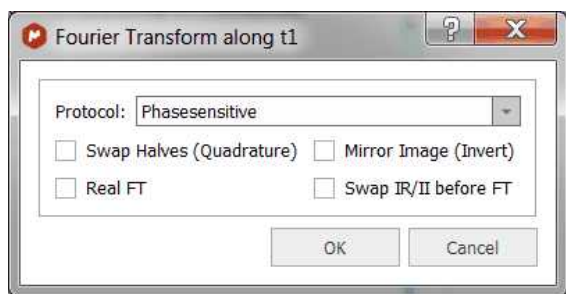 Fourier Transform along t1
Protocol: Phasesensitive
Swap Halves (Quadrature) Mirror Image (Invert)
Real FT Swap IR/II before FT
OK Cancel